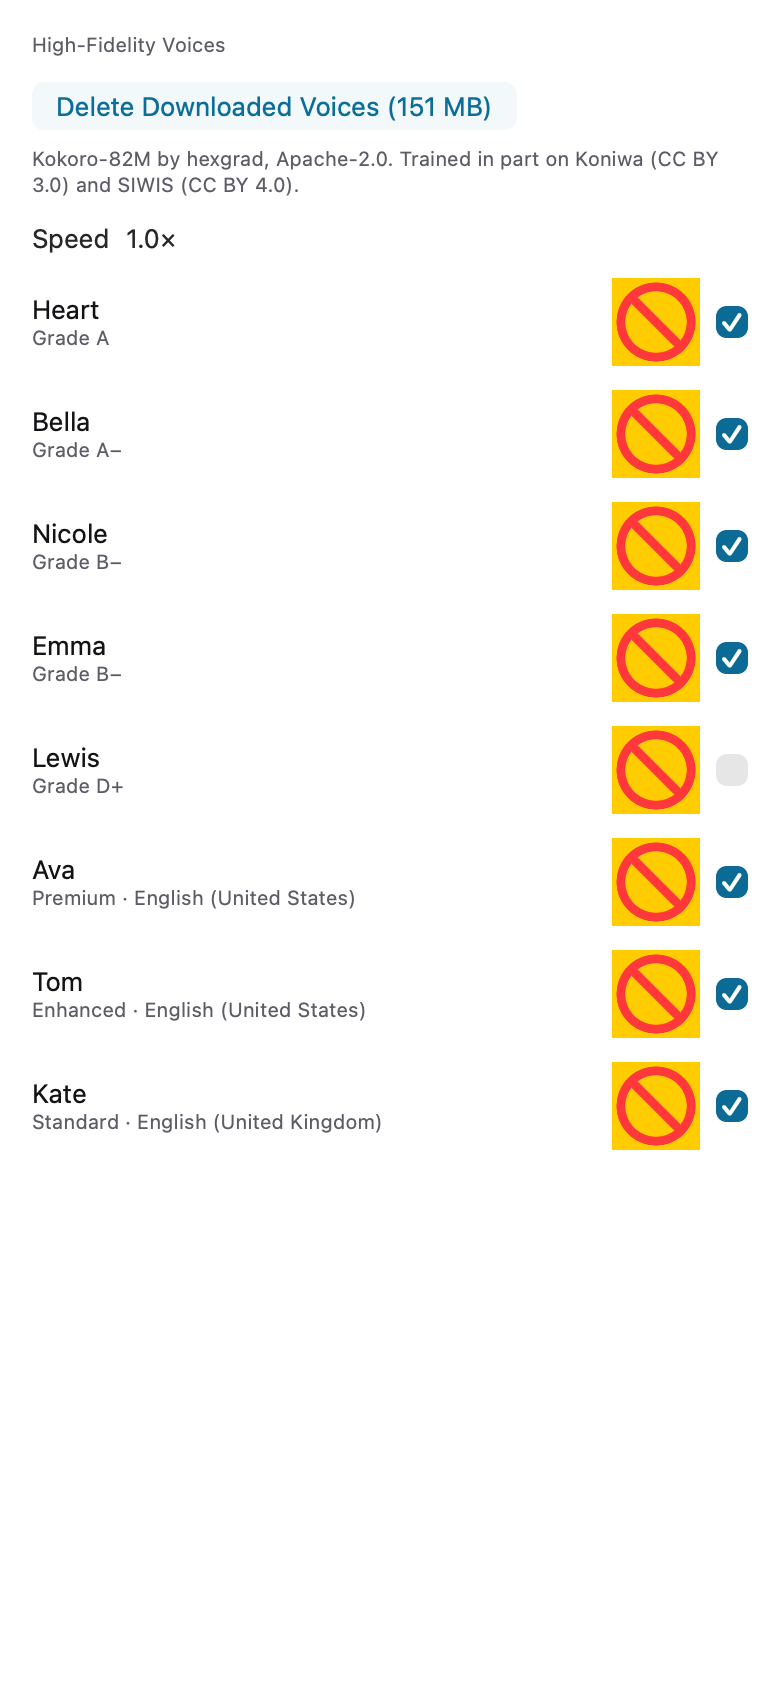 High-Fidelity Voices
Delete Downloaded Voices (151 MB)
Kokoro-82M by hexgrad, Apache-2.0. Trained in part on Koniwa (CC BY
3.0) and SIWIS (CC BY 4.0).
Speed 1.0×
Heart
Grade A
Bella
Grade A−
Nicole
Grade B−
Emma
Grade B−
Lewis
Grade D+
Ava
Premium · English (United States)
Tom
Enhanced · English (United States)
Kate
Standard · English (United Kingdom)